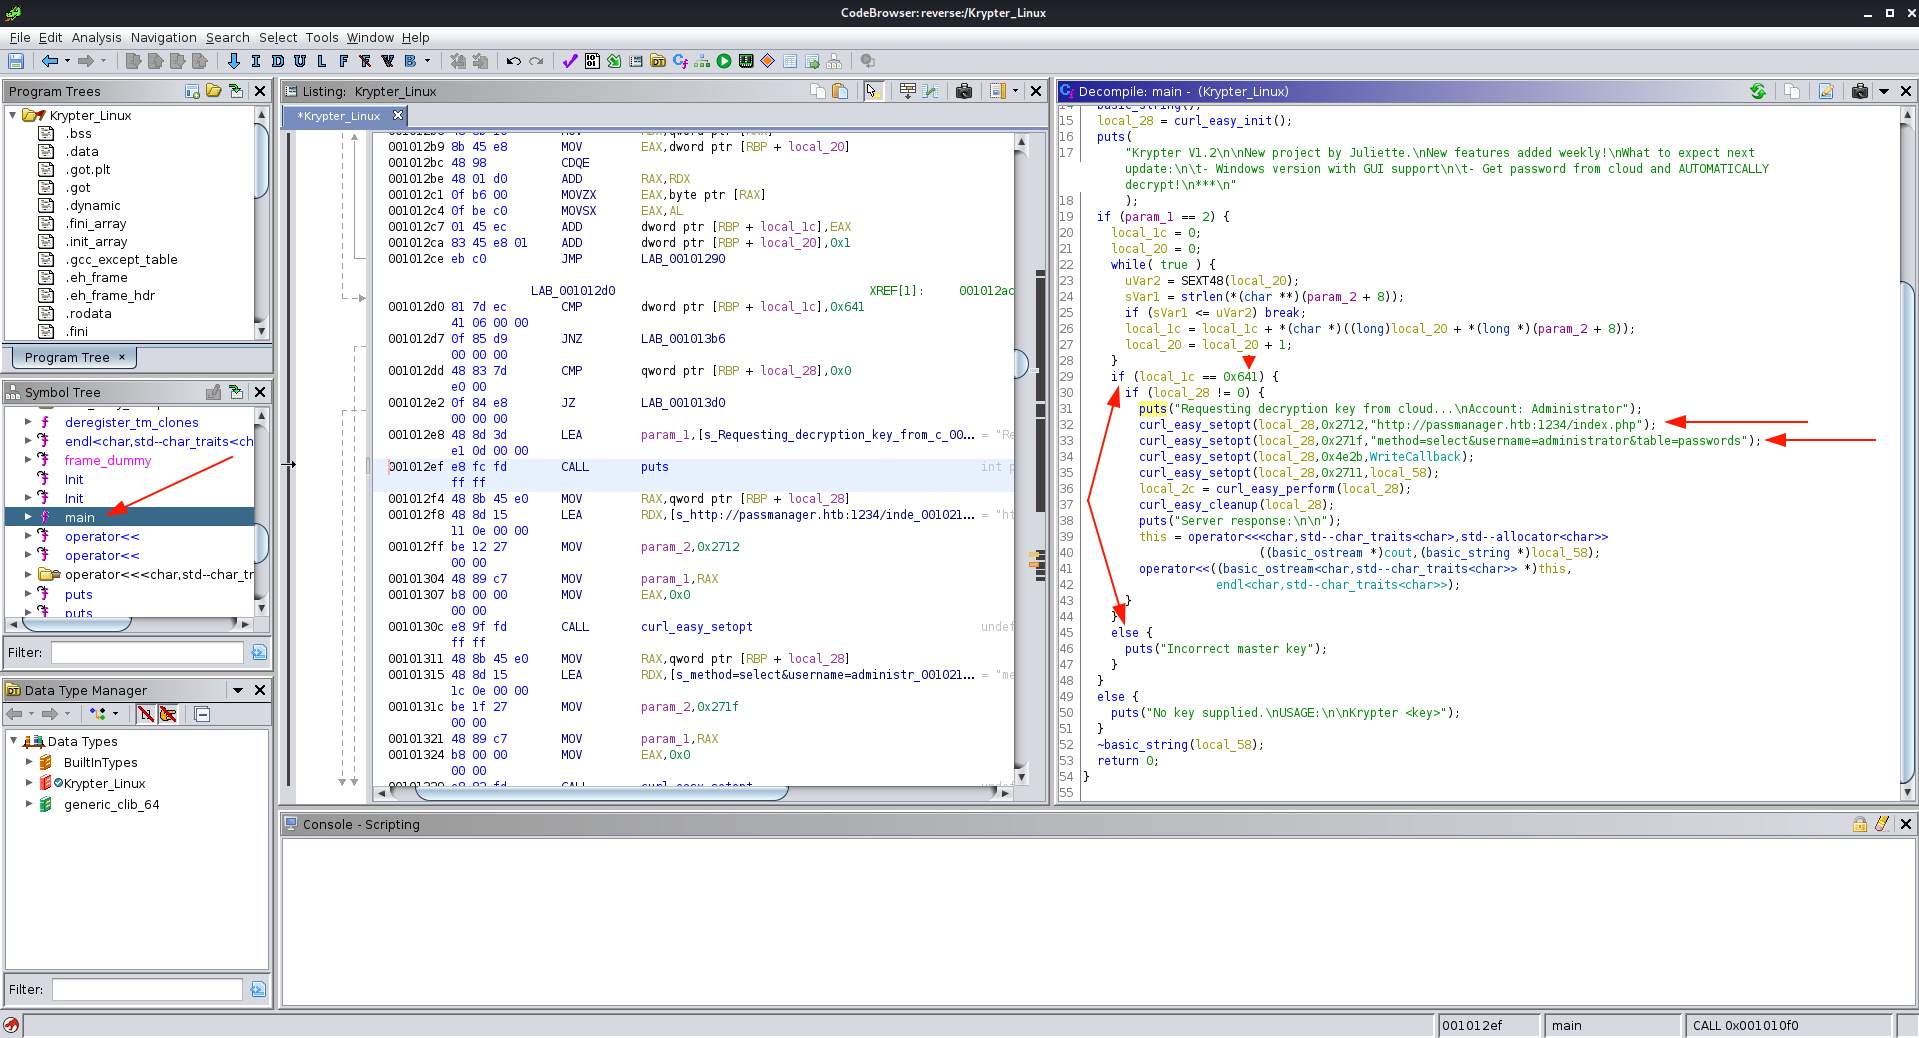 CodeBrowser: reverse:/Krypter_Linux
File Edit Analysis Navigation Search Select Tools Window Help
Program Trees
Krypter_Linux
.bss
.data
.got.plt
.got
.dynamic
.fini_array
.init_array
.gcc_except_table
.eh_frame
.eh_frame_hdr
.rodata
.fini
Program Tree ×
Symbol Tree
deregister_tm_clones
endl<char,std--char_traits<ch
frame_dummy
Init
Init
main
operator<<
operator<<
operator<<<char,std--char_tr
puts
puts
Filter:
Data Type Manager
Data Types
BuiltInTypes
Krypter_Linux
generic_clib_64
Filter:
Listing: Krypter_Linux
*Krypter_Linux
001012b9 8b 45 e8 MOV EAX,dword ptr [RBP + local_20]
001012bc 48 98 CDQE
001012be 48 01 d0 ADD RAX,RDX
001012c1 0f b6 00 MOVZX EAX,byte ptr [RAX]
001012c4 0f be c0 MOVSX EAX,AL
001012c7 01 45 ec ADD dword ptr [RBP + local_1c],EAX
001012ca 83 45 e8 01 ADD dword ptr [RBP + local_20],0x1
001012ce eb c0 JMP LAB_00101290
LAB_001012d0 XREF[1]: 001012ac
001012d0 81 7d ec CMP dword ptr [RBP + local_1c],0x641
41 06 00 00
001012d7 0f 85 d9 JNZ LAB_001013b6
00 00 00
001012dd 48 83 7d CMP qword ptr [RBP + local_28],0x0
e0 00
001012e2 0f 84 e8 JZ LAB_001013d0
00 00 00
001012e8 48 8d 3d LEA param_1,[s_Requesting_decryption_key_from_c_00... = "Re
e1 0d 00 00
001012ef e8 fc fd CALL puts int p
ff ff
001012f4 48 8b 45 e0 MOV RAX,qword ptr [RBP + local_28]
001012f8 48 8d 15 LEA RDX,[s_http://passmanager.htb:1234/inde_001021... = "ht
11 0e 00 00
001012ff be 12 27 MOV param_2,0x2712
00 00
00101304 48 89 c7 MOV param_1,RAX
00101307 b8 00 00 MOV EAX,0x0
00 00
0010130c e8 9f fd CALL curl_easy_setopt undef
ff ff
00101311 48 8b 45 e0 MOV RAX,qword ptr [RBP + local_28]
00101315 48 8d 15 LEA RDX,[s_method=select&username=administr_001021... = "me
1c 0e 00 00
0010131c be 1f 27 MOV param_2,0x271f
00 00
00101321 48 89 c7 MOV param_1,RAX
00101324 b8 00 00 MOV EAX,0x0
00 00
Decompile: main - (Krypter_Linux)
14 basic_string();
15 local_28 = curl_easy_init();
16 puts(
17 "Krypter V1.2\n\nNew project by Juliette.\nNew features added weekly!\nWhat to expect next
update:\n\t- Windows version with GUI support\n\t- Get password from cloud and AUTOMATICALLY
decrypt!\n***\n"
18 );
19 if (param_1 == 2) {
20 local_1c = 0;
21 local_20 = 0;
22 while( true ) {
23 uVar2 = SEXT48(local_20);
24 sVar1 = strlen(*(char **)(param_2 + 8));
25 if (sVar1 <= uVar2) break;
26 local_1c = local_1c + *(char *)((long)local_20 + *(long *)(param_2 + 8));
27 local_20 = local_20 + 1;
28 }
29 if (local_1c == 0x641) {
30 if (local_28 != 0) {
31 puts("Requesting decryption key from cloud...\nAccount: Administrator");
32 curl_easy_setopt(local_28,0x2712,"http://passmanager.htb:1234/index.php");
33 curl_easy_setopt(local_28,0x271f,"method=select&username=administrator&table=passwords");
34 curl_easy_setopt(local_28,0x4e2b,WriteCallback);
35 curl_easy_setopt(local_28,0x2711,local_58);
36 local_2c = curl_easy_perform(local_28);
37 curl_easy_cleanup(local_28);
38 puts("Server response:\n\n");
39 this = operator<<<char,std--char_traits<char>,std--allocator<char>>
40 ((basic_ostream *)cout,(basic_string *)local_58);
41 operator<<((basic_ostream<char,std--char_traits<char>> *)this,
42 endl<char,std--char_traits<char>>);
43 }
44 }
45 else {
46 puts("Incorrect master key");
47 }
48 }
49 else {
50 puts("No key supplied.\nUSAGE:\n\nKrypter <key>");
51 }
52 ~basic_string(local_58);
53 return 0;
54 }
55
Console - Scripting
001012ef main CALL 0x001010f0